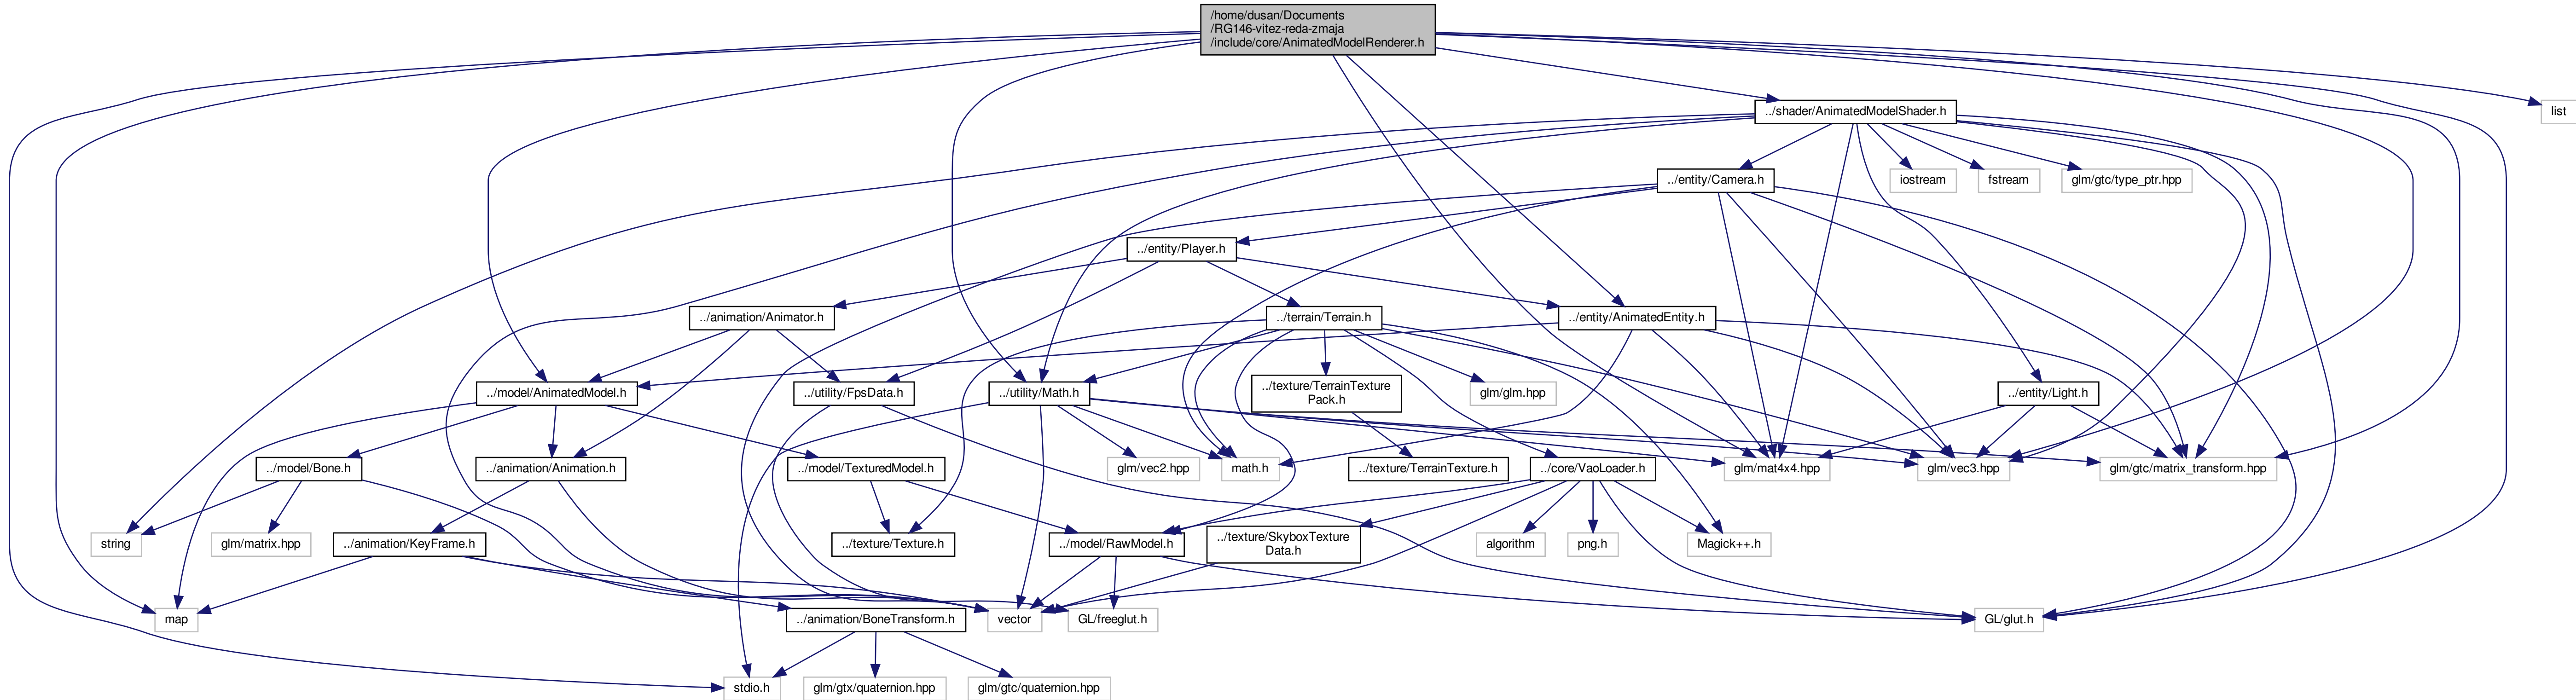 /home/dusan/Documents
/RG146-vitez-reda-zmaja
/include/core/AnimatedModelRenderer.h
../shader/AnimatedModelShader.h
list
../entity/Camera.h
iostream
fstream
glm/gtc/type_ptr.hpp
../entity/Player.h
../animation/Animator.h
../terrain/Terrain.h
../entity/AnimatedEntity.h
../model/AnimatedModel.h
../utility/FpsData.h
../utility/Math.h
../texture/TerrainTexture
Pack.h
glm/glm.hpp
../entity/Light.h
../model/Bone.h
../animation/Animation.h
../model/TexturedModel.h
glm/vec2.hpp
math.h
../texture/TerrainTexture.h
../core/VaoLoader.h
glm/mat4x4.hpp
glm/vec3.hpp
glm/gtc/matrix_transform.hpp
string
glm/matrix.hpp
../animation/KeyFrame.h
../texture/Texture.h
../model/RawModel.h
../texture/SkyboxTexture
Data.h
algorithm
png.h
Magick++.h
map
../animation/BoneTransform.h
vector
GL/freeglut.h
GL/glut.h
stdio.h
glm/gtx/quaternion.hpp
glm/gtc/quaternion.hpp